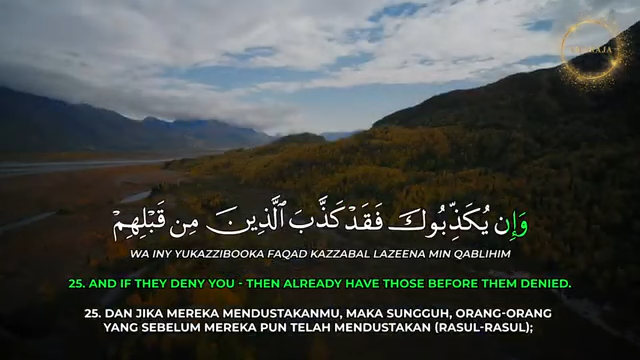 وَإِن يُكَذِّبُوكَ فَقَدْ كَذَّبَ ٱلَّذِينَ مِن قَبْلِهِمْ
WA INY YUKAZZIBOOKA FAQAD KAZZABAL LAZEENA MIN QABLIHIM
25. AND IF THEY DENY YOU - THEN ALREADY HAVE THOSE BEFORE THEM DENIED.
25. DAN JIKA MEREKA MENDUSTAKANMU, MAKA SUNGGUH, ORANG-ORANG
YANG SEBELUM MEREKA PUN TELAH MENDUSTAKAN (RASUL-RASUL);